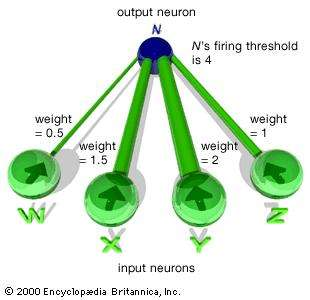 output neuron
N
N's firing threshold
is 4
weight
= 0.5
weight
= 1.5
weight
= 2
weight
= 1
W
X
Y
Z
input neurons
© 2000 Encyclopædia Britannica, Inc.